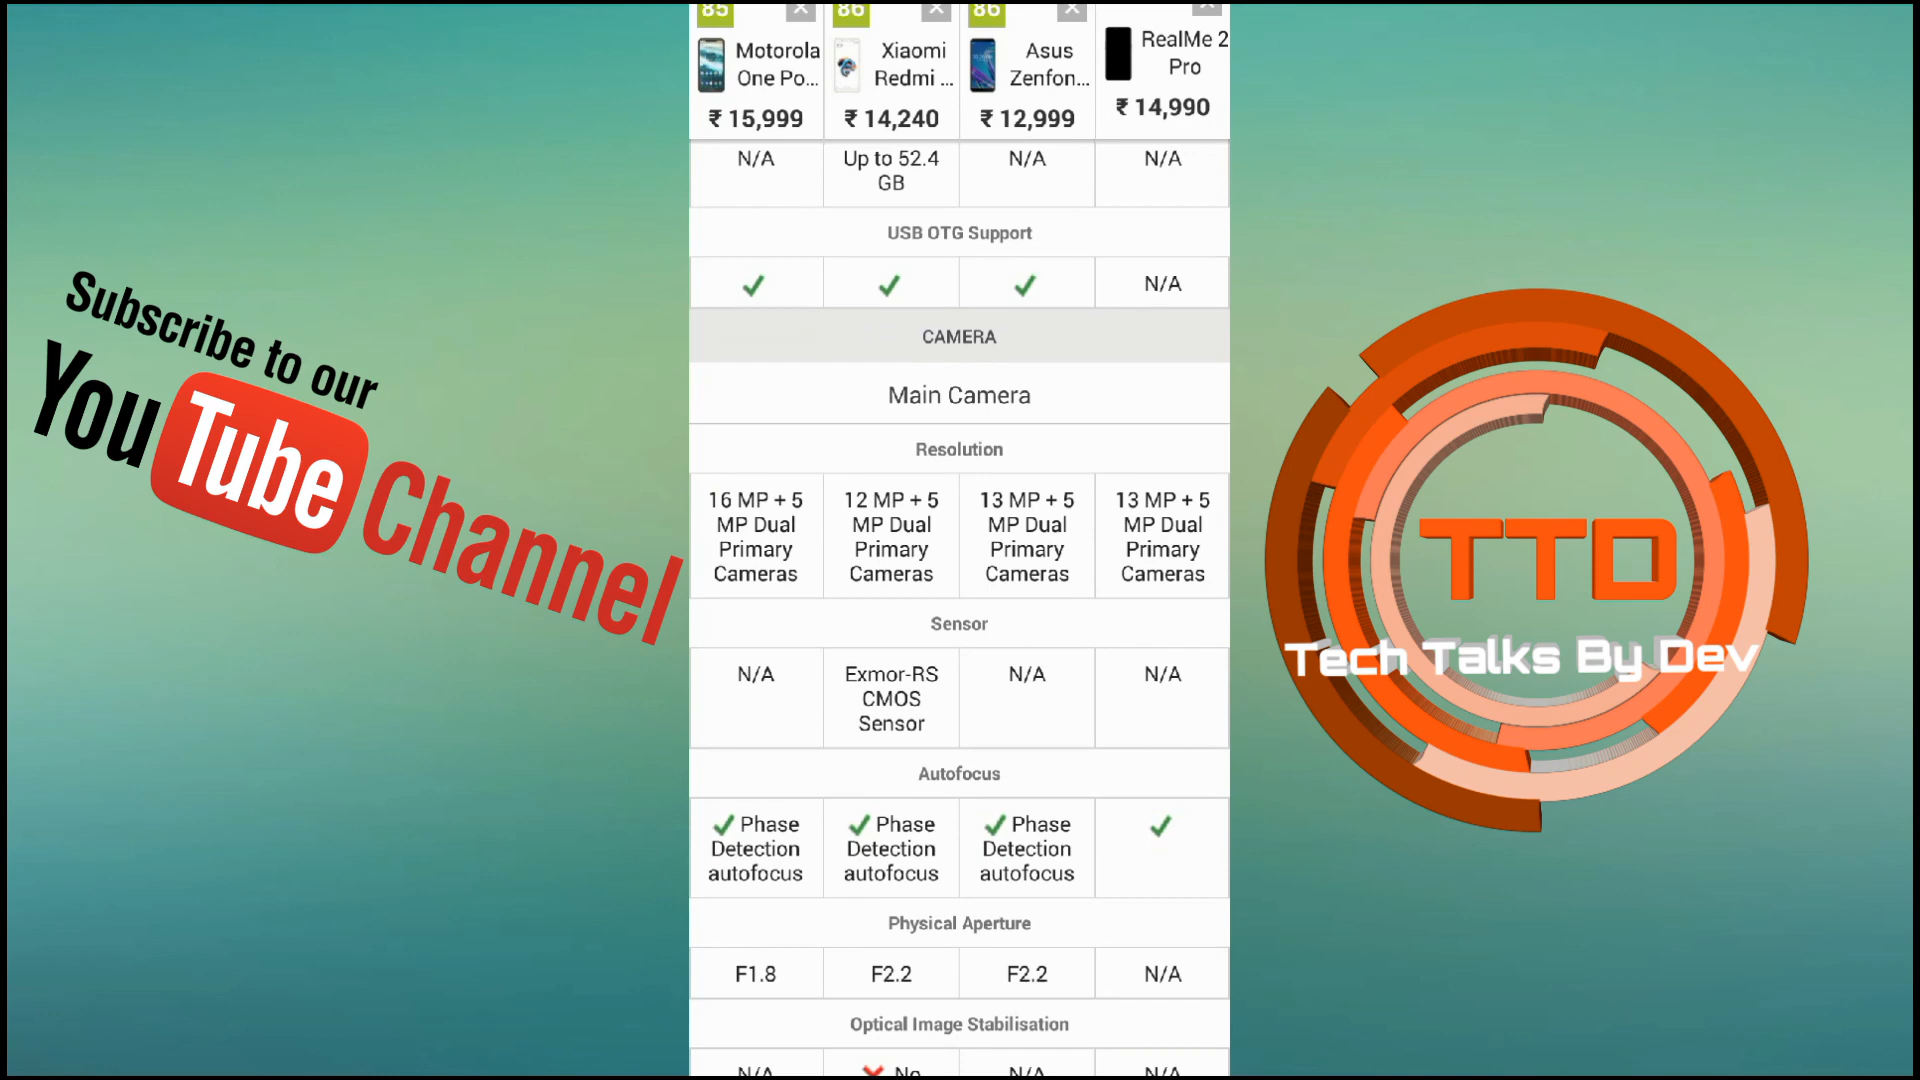 85
86
86
Motorola
One Po...
₹ 15,999
Xiaomi
Redmi ...
₹ 14,240
Asus
Zenfon...
₹ 12,999
RealMe 2
Pro
₹ 14,990
N/A
Up to 52.4
GB
N/A
N/A
USB OTG Support
N/A
CAMERA
Main Camera
Resolution
16 MP + 5
MP Dual
Primary
Cameras
12 MP + 5
MP Dual
Primary
Cameras
13 MP + 5
MP Dual
Primary
Cameras
13 MP + 5
MP Dual
Primary
Cameras
Sensor
N/A
Exmor-RS
CMOS
Sensor
N/A
N/A
Autofocus
Phase
Detection
autofocus
Phase
Detection
autofocus
Phase
Detection
autofocus
Physical Aperture
F1.8
F2.2
F2.2
N/A
Optical Image Stabilisation
N/A
No
N/A
N/A
Subscribe to our
YouTube Channel
TTD
Tech Talks By Dev